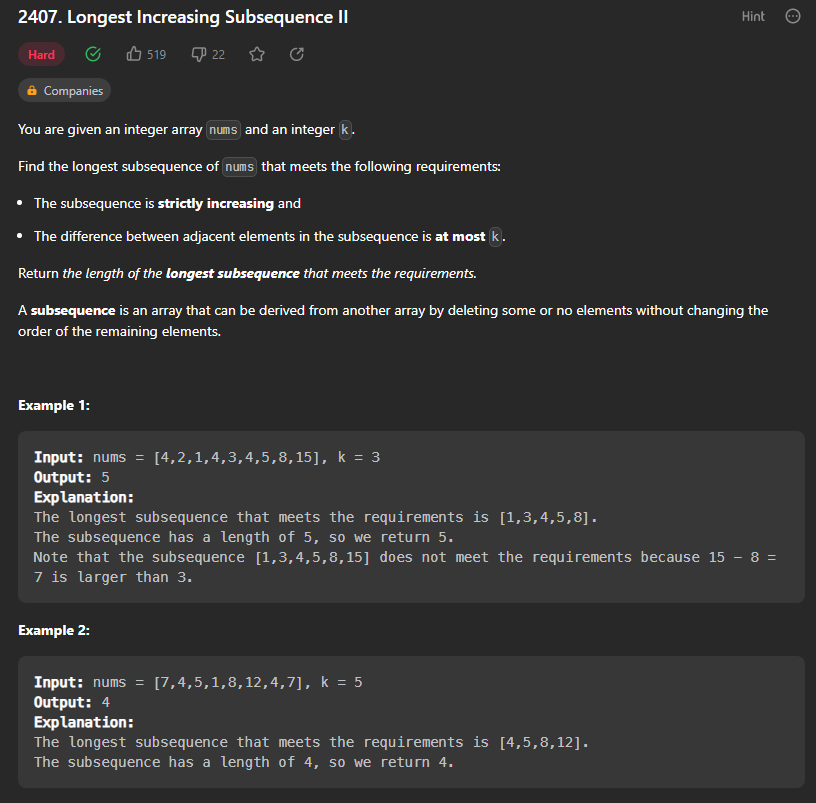 2407. Longest Increasing Subsequence II
Hint
Hard
519
22
Companies
You are given an integer array nums and an integer k.
Find the longest subsequence of nums that meets the following requirements:
• The subsequence is strictly increasing and
• The difference between adjacent elements in the subsequence is at most k.
Return the length of the longest subsequence that meets the requirements.
A subsequence is an array that can be derived from another array by deleting some or no elements without changing the
order of the remaining elements.
Example 1:
Input: nums = [4,2,1,4,3,4,5,8,15], k = 3
Output: 5
Explanation:
The longest subsequence that meets the requirements is [1,3,4,5,8].
The subsequence has a length of 5, so we return 5.
Note that the subsequence [1,3,4,5,8,15] does not meet the requirements because 15 − 8 =
7 is larger than 3.
Example 2:
Input: nums = [7,4,5,1,8,12,4,7], k = 5
Output: 4
Explanation:
The longest subsequence that meets the requirements is [4,5,8,12].
The subsequence has a length of 4, so we return 4.